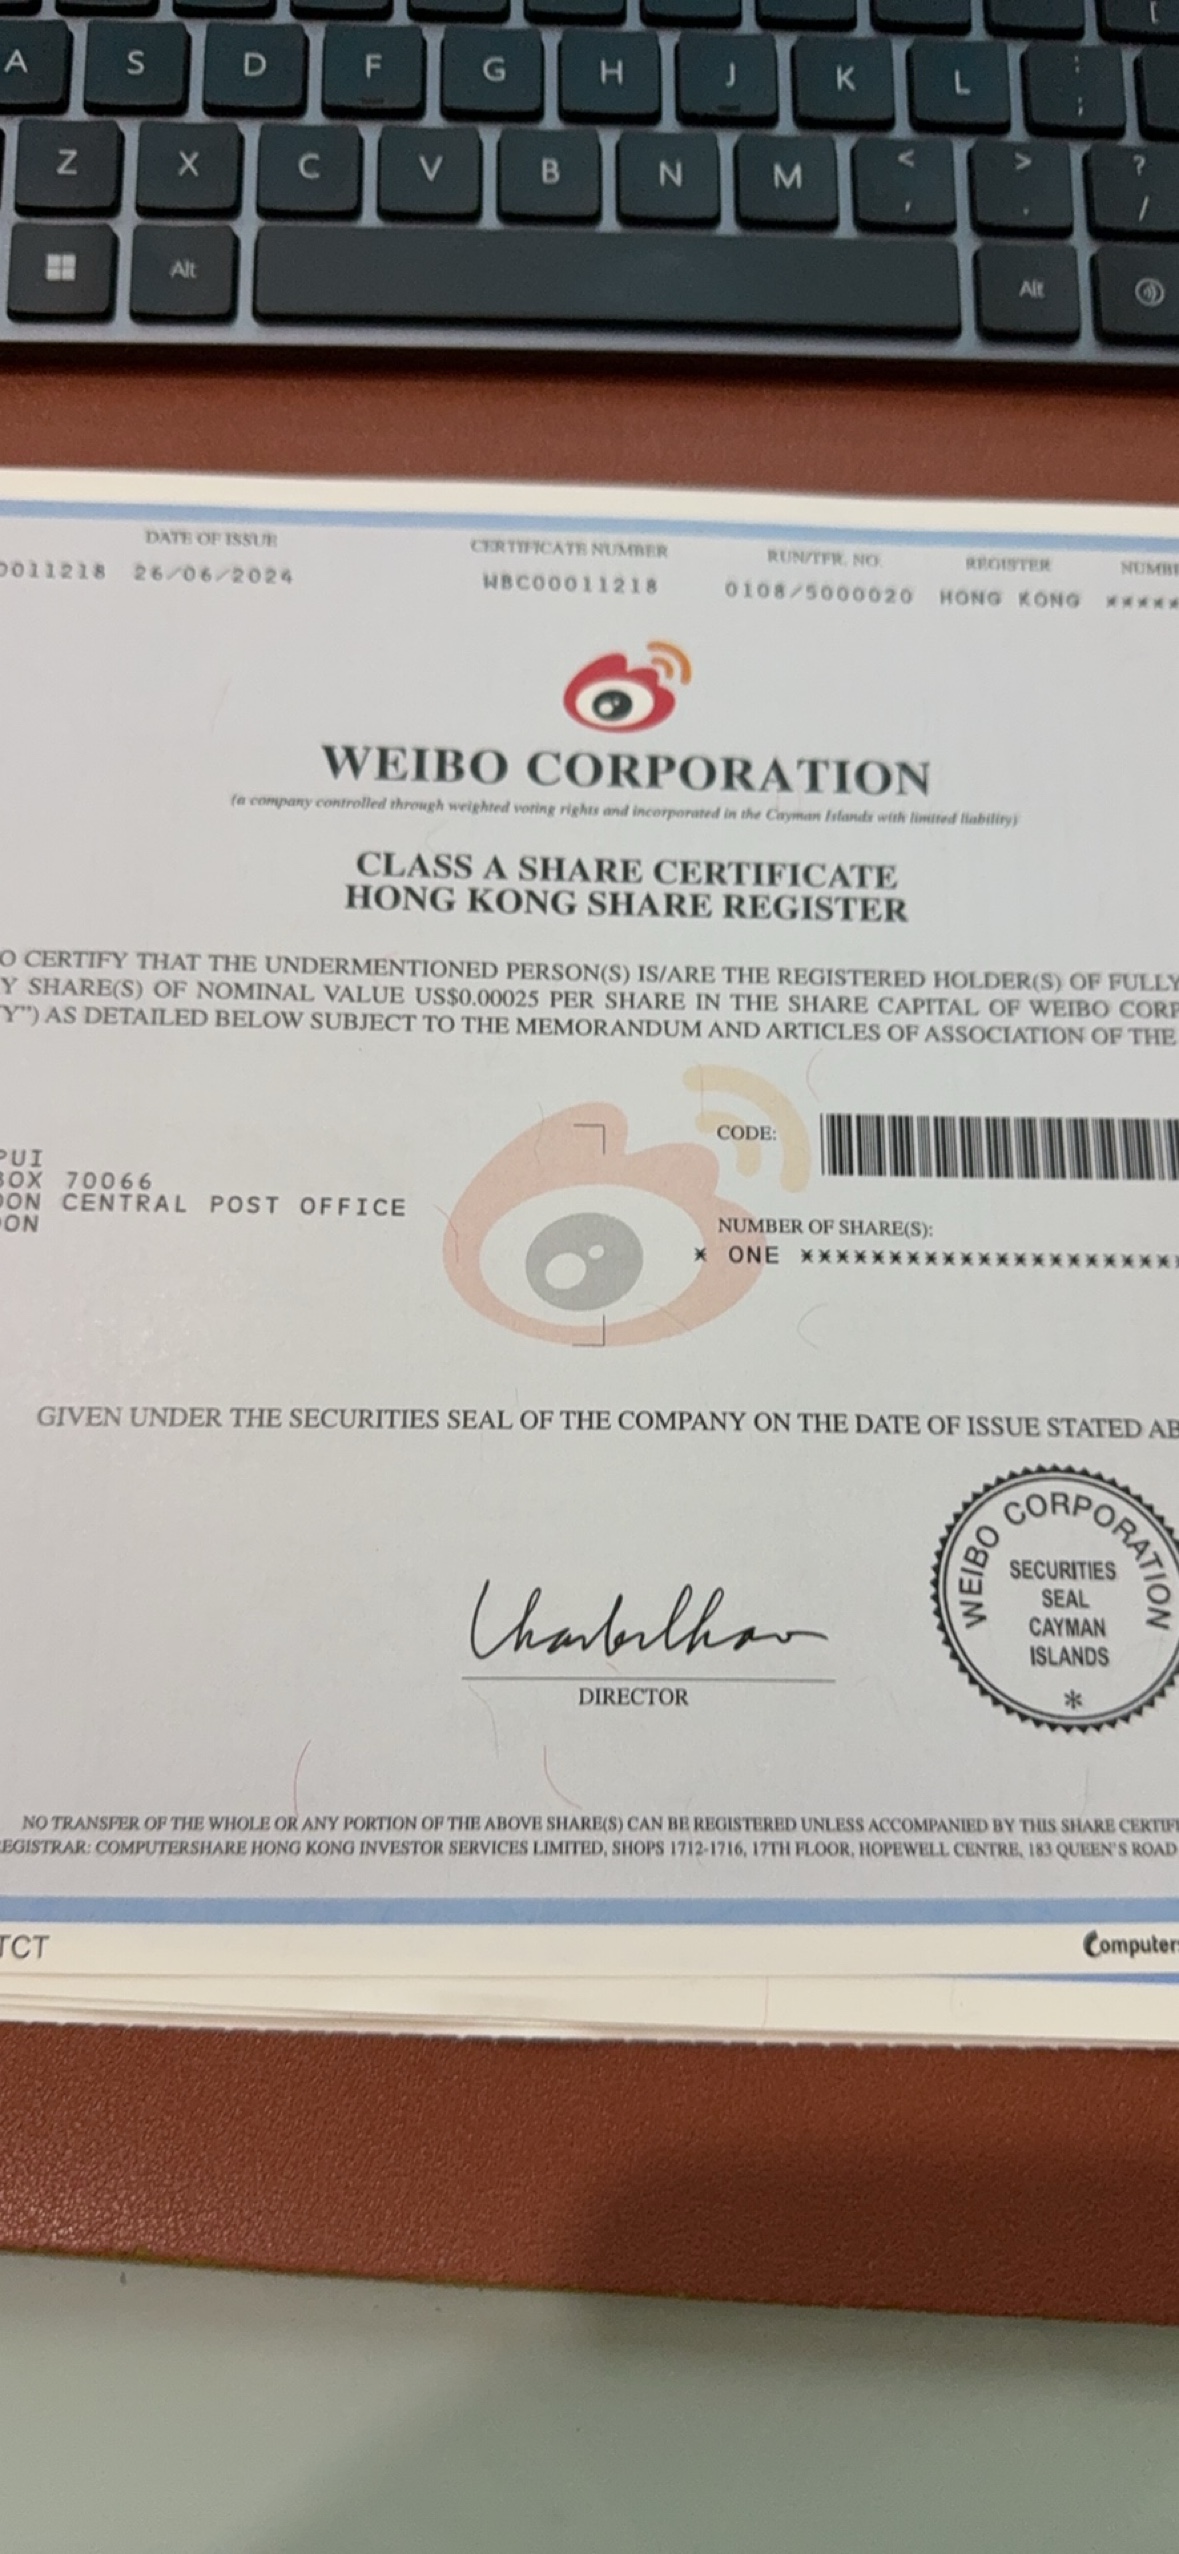 [
A S D F G H J K L : ;
Z X C V B N M < , > . ? /
Alt Alt
DATE OF ISSUE CERTIFICATE NUMBER RUN/TFR. NO. REGISTER NUMBE
0011218 26/06/2024 WBC00011218 0108/5000020 HONG KONG *****
WEIBO CORPORATION
(a company controlled through weighted voting rights and incorporated in the Cayman Islands with limited liability)
CLASS A SHARE CERTIFICATE
HONG KONG SHARE REGISTER
O CERTIFY THAT THE UNDERMENTIONED PERSON(S) IS/ARE THE REGISTERED HOLDER(S) OF FULLY
Y SHARE(S) OF NOMINAL VALUE US$0.00025 PER SHARE IN THE SHARE CAPITAL OF WEIBO CORP
Y") AS DETAILED BELOW SUBJECT TO THE MEMORANDUM AND ARTICLES OF ASSOCIATION OF THE
CODE:
PUI
BOX 70066
OON CENTRAL POST OFFICE
OON
NUMBER OF SHARE(S):
* ONE **********************
GIVEN UNDER THE SECURITIES SEAL OF THE COMPANY ON THE DATE OF ISSUE STATED AB
WEIBO CORPORATION
SECURITIES
SEAL
CAYMAN
ISLANDS
*
DIRECTOR
NO TRANSFER OF THE WHOLE OR ANY PORTION OF THE ABOVE SHARE(S) CAN BE REGISTERED UNLESS ACCOMPANIED BY THIS SHARE CERTIFI
EGISTRAR: COMPUTERSHARE HONG KONG INVESTOR SERVICES LIMITED, SHOPS 1712-1716, 17TH FLOOR, HOPEWELL CENTRE, 183 QUEEN'S ROAD
TCT
Computer